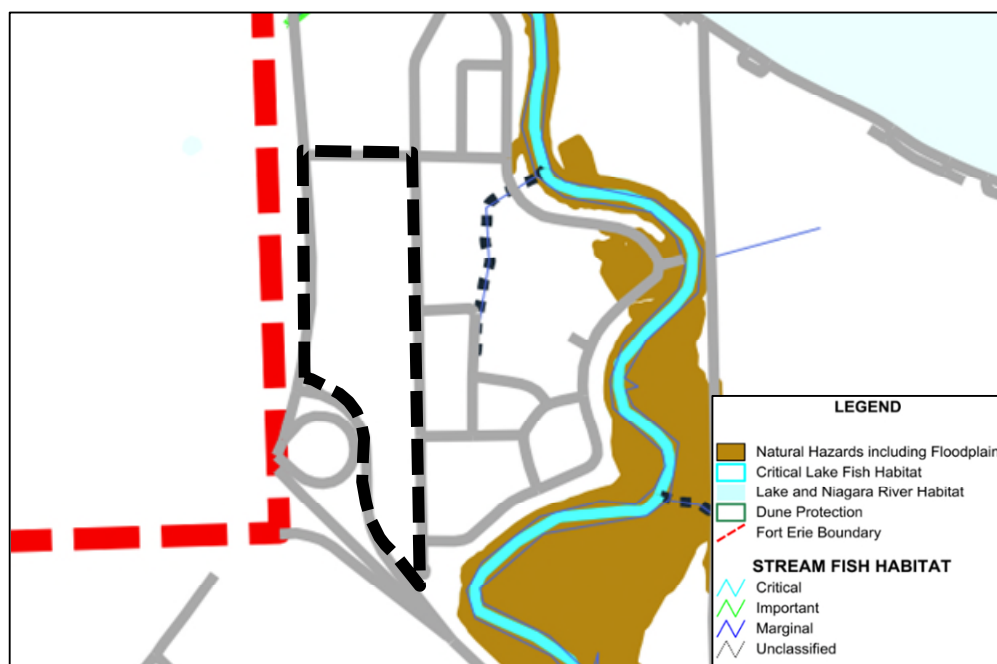 LEGEND
Natural Hazards including Floodplain
Critical Lake Fish Habitat
Lake and Niagara River Habitat
Dune Protection
Fort Erie Boundary
STREAM FISH HABITAT
Critical
Important
Marginal
Unclassified